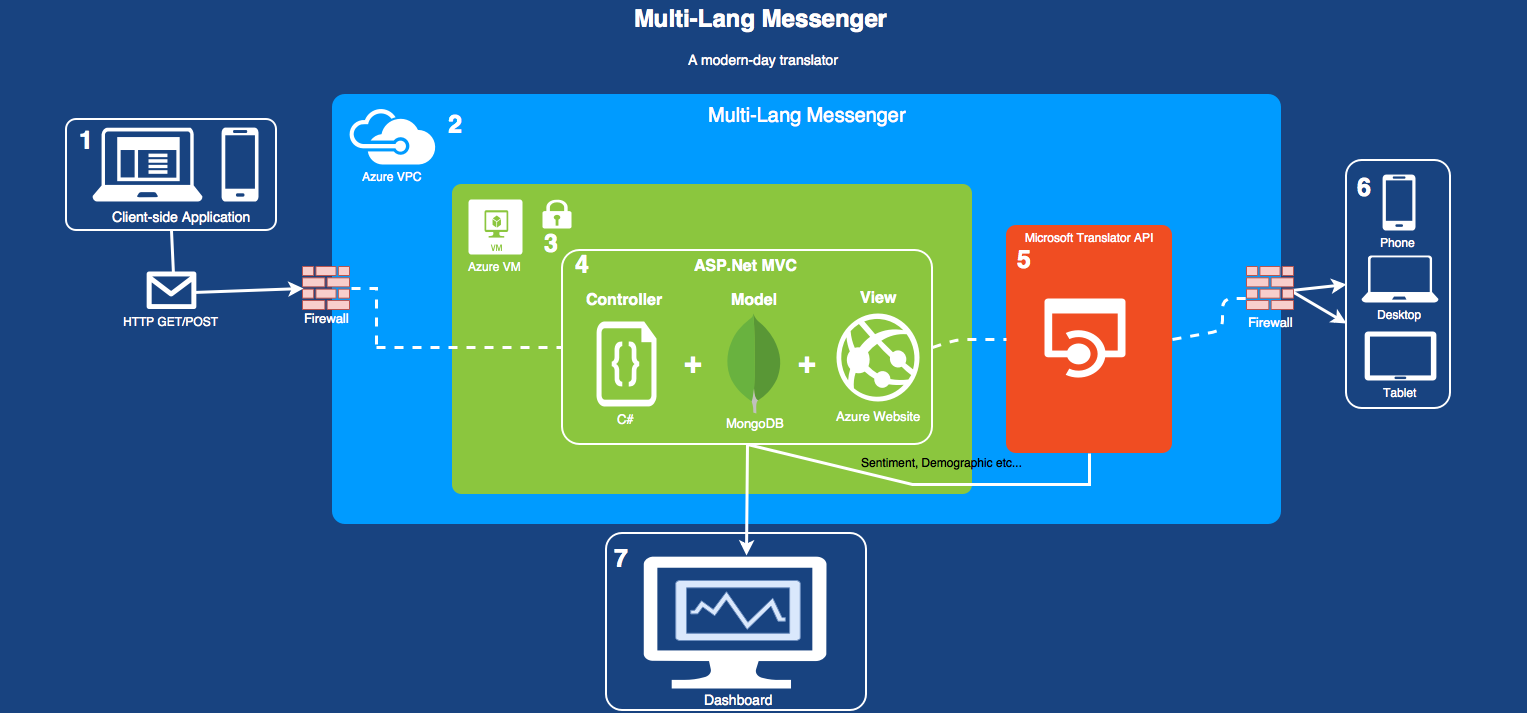 Multi-Lang Messenger
A modern-day translator
1
Client-side Application
HTTP GET/POST
Firewall
Multi-Lang Messenger
2
Azure VPC
VM
Azure VM
3
4
ASP.Net MVC
Controller
Model
View
{}
+
+
C#
MongoDB
Azure Website
Sentiment, Demographic etc...
Microsoft Translator API
5
Firewall
6
Phone
Desktop
Tablet
7
Dashboard